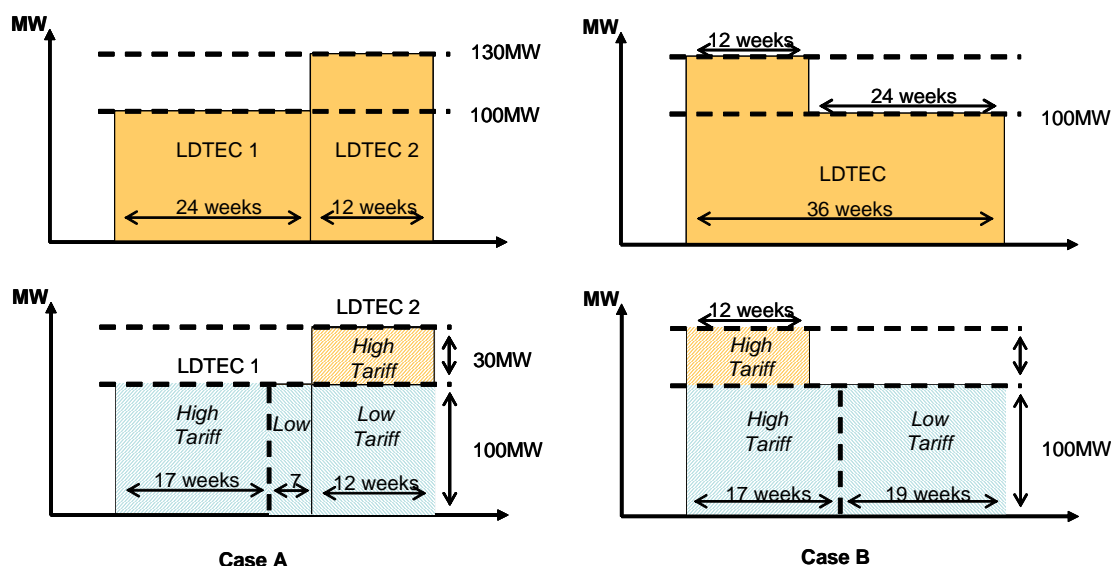 MW
130MW
100MW
LDTEC 1
LDTEC 2
24 weeks
12 weeks
MW
12 weeks
24 weeks
100MW
LDTEC
36 weeks
MW
LDTEC 2
LDTEC 1
High
Tariff
30MW
High
Tariff
Low
Low
Tariff
100MW
17 weeks
7
12 weeks
Case A
MW
12 weeks
High
Tariff
High
Tariff
Low
Tariff
100MW
17 weeks
19 weeks
Case B